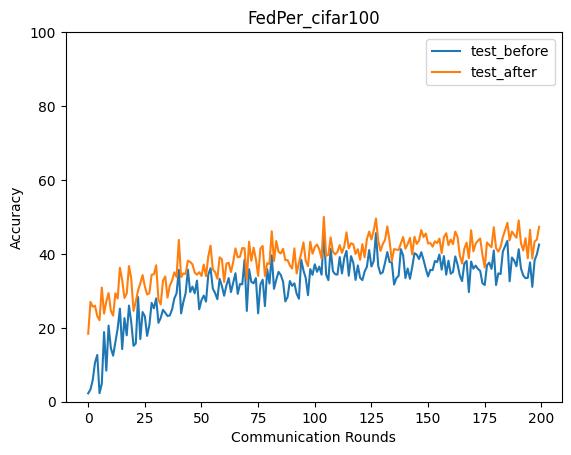 FedPer_cifar100
test_before
test_after
100
80
60
40
20
0
Accuracy
0 25 50 75 100 125 150 175 200
Communication Rounds